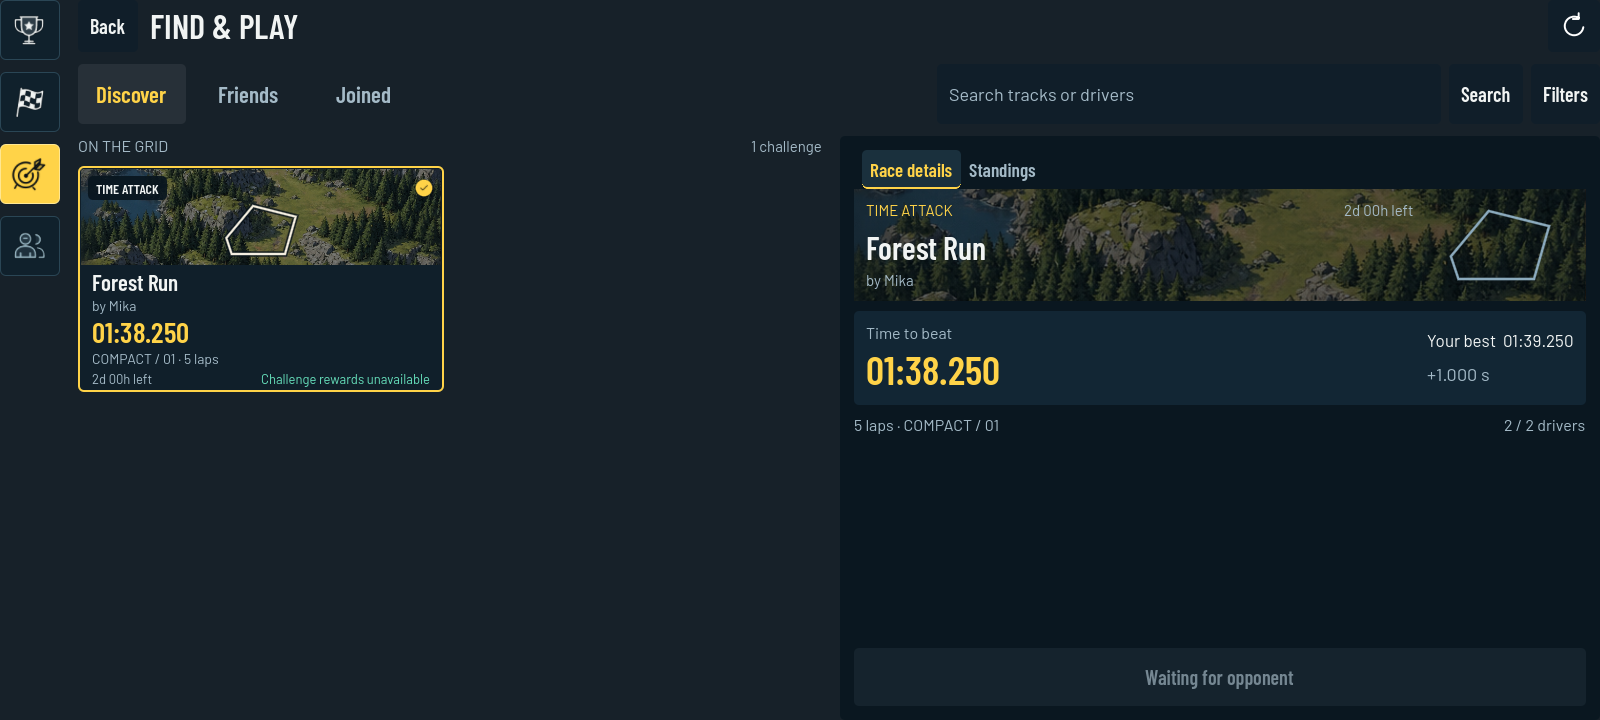 Back
FIND & PLAY
Discover
Friends
Joined
Search tracks or drivers
Search
Filters
ON THE GRID
1 challenge
TIME ATTACK
Forest Run
by Mika
01:38.250
COMPACT / 01 · 5 laps
2d 00h left
Challenge rewards unavailable
Race details
Standings
TIME ATTACK
2d 00h left
Forest Run
by Mika
Time to beat
01:38.250
Your best 01:39.250
+1.000 s
5 laps · COMPACT / 01
2 / 2 drivers
Waiting for opponent